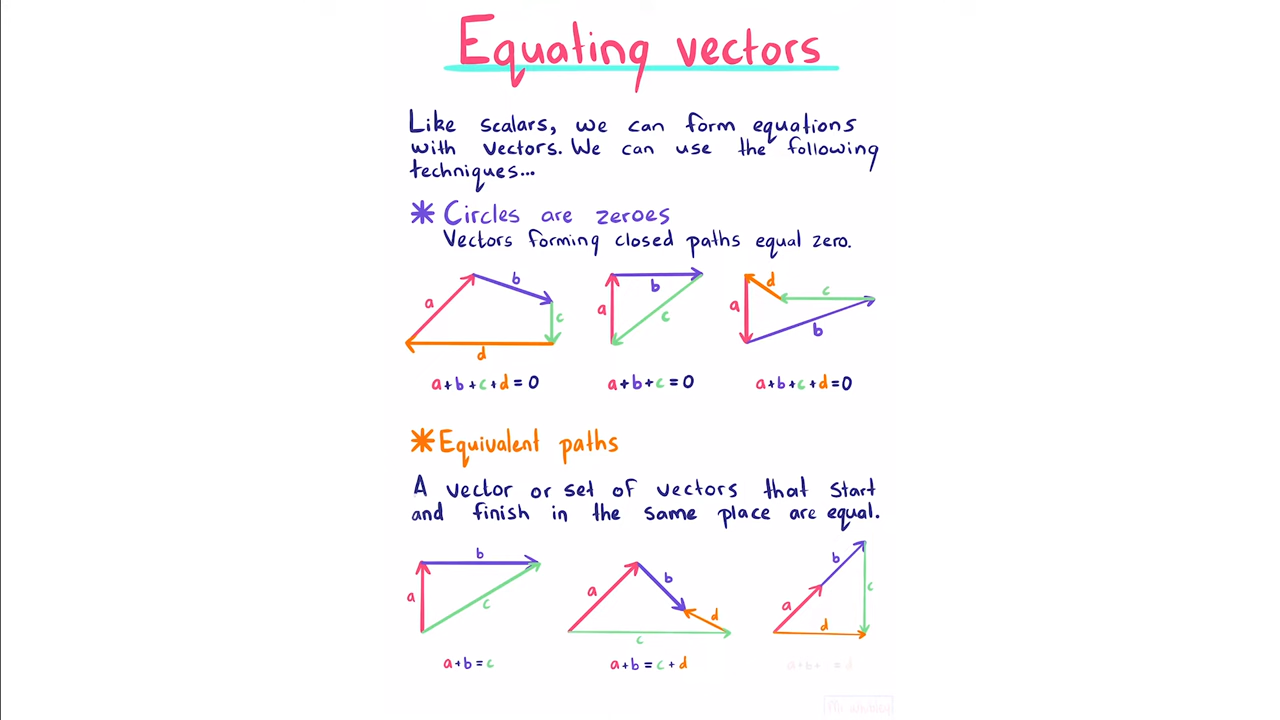 Equating vectors
Like scalars, we can form equations
with vectors. We can use the following
techniques...
* Circles are zeroes
Vectors forming closed paths equal zero.
a b c d
a b c
a b c d
a+b+c+d=0
a+b+c=0
a+b+c+d=0
* Equivalent paths
A vector or set of vectors that start
and finish in the same place are equal.
a b c
a b c d
a b c d
a+b=c
a+b=c+d
a+b+ = d